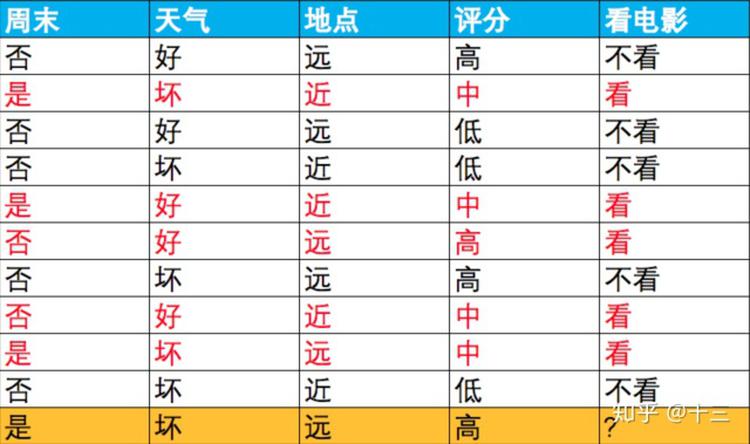 周末 天气 地点 评分 看电影
否 好 远 高 不看
是 坏 近 中 看
否 好 远 低 不看
否 坏 近 低 不看
是 好 近 中 看
否 好 远 高 看
否 坏 远 高 不看
否 好 近 中 看
是 坏 远 中 看
否 坏 近 低 不看
是 坏 远 高 ?
知乎 @十三